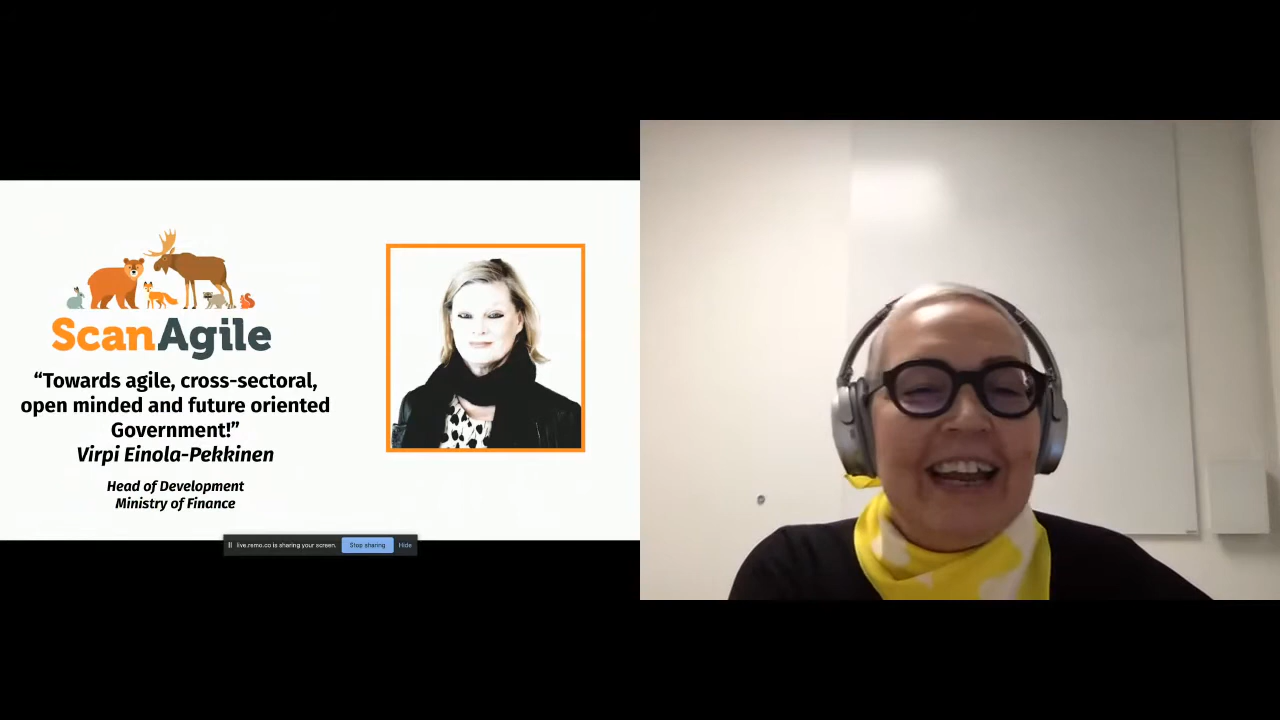 ScanAgile
“Towards agile, cross-sectoral,
open minded and future oriented
Government!”
Virpi Einola-Pekkinen
Head of Development
Ministry of Finance
live.remo.co is sharing your screen.
Stop sharing
Hide